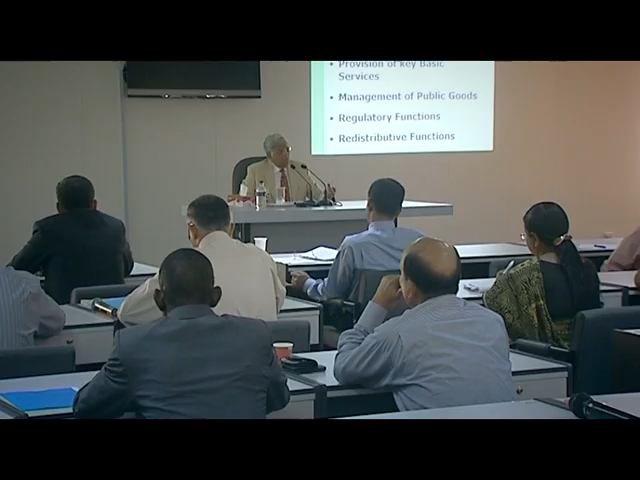 • Provision of key Basic
Services
• Management of Public Goods
• Regulatory Functions
• Redistributive Functions